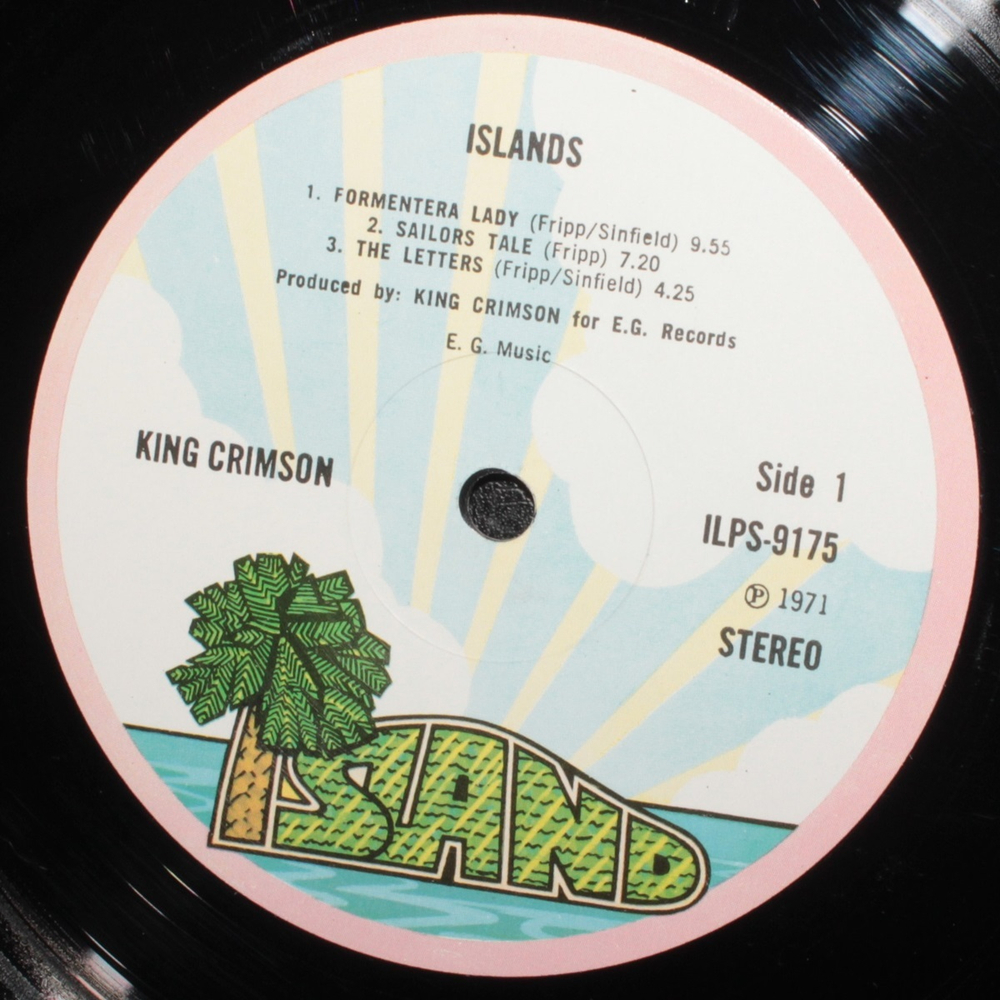 ISLANDS
1. FORMENTERA LADY (Fripp/Sinfield) 9.55
2. SAILORS TALE (Fripp) 7.20
3. THE LETTERS (Fripp/Sinfield) 4.25
Produced by: KING CRIMSON for E.G. Records
E. G. Music
KING CRIMSON
Side 1
ILPS-9175
℗ 1971
STEREO
ISLAND